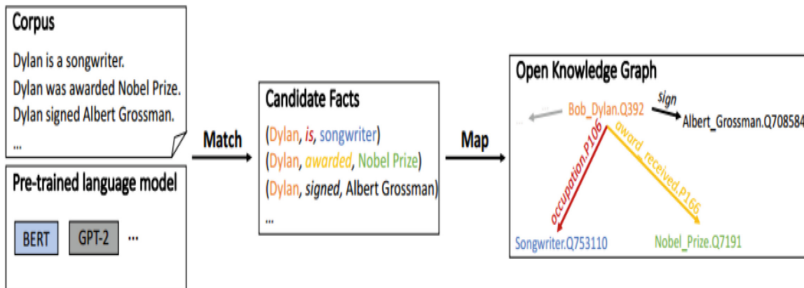 Corpus
Dylan is a songwriter.
Dylan was awarded Nobel Prize.
Dylan signed Albert Grossman.
...
Pre-trained language model
BERT
GPT-2
...
Match
Candidate Facts
(Dylan, is, songwriter)
(Dylan, awarded, Nobel Prize)
(Dylan, signed, Albert Grossman)
...
Map
Open Knowledge Graph
sign
Bob_Dylan.Q392
Albert_Grossman.Q708584
occupation.P106
award_received.P166
Songwriter.Q753110
Nobel_Prize.Q7191